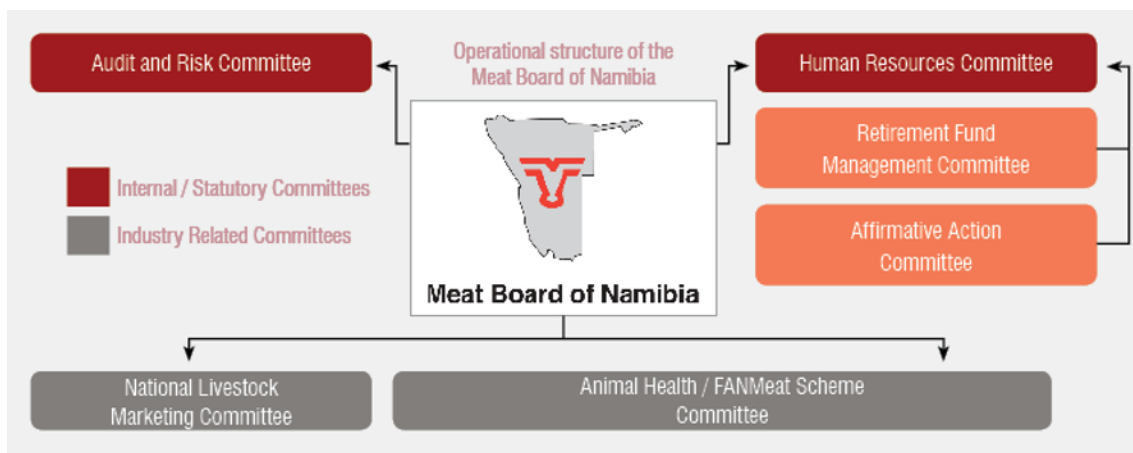 Audit and Risk Committee
Operational structure of the
Meat Board of Namibia
Human Resources Committee
Retirement Fund
Management Committee
Internal / Statutory Committees
Industry Related Committees
Affirmative Action
Committee
Meat Board of Namibia
National Livestock
Marketing Committee
Animal Health / FANMeat Scheme
Committee